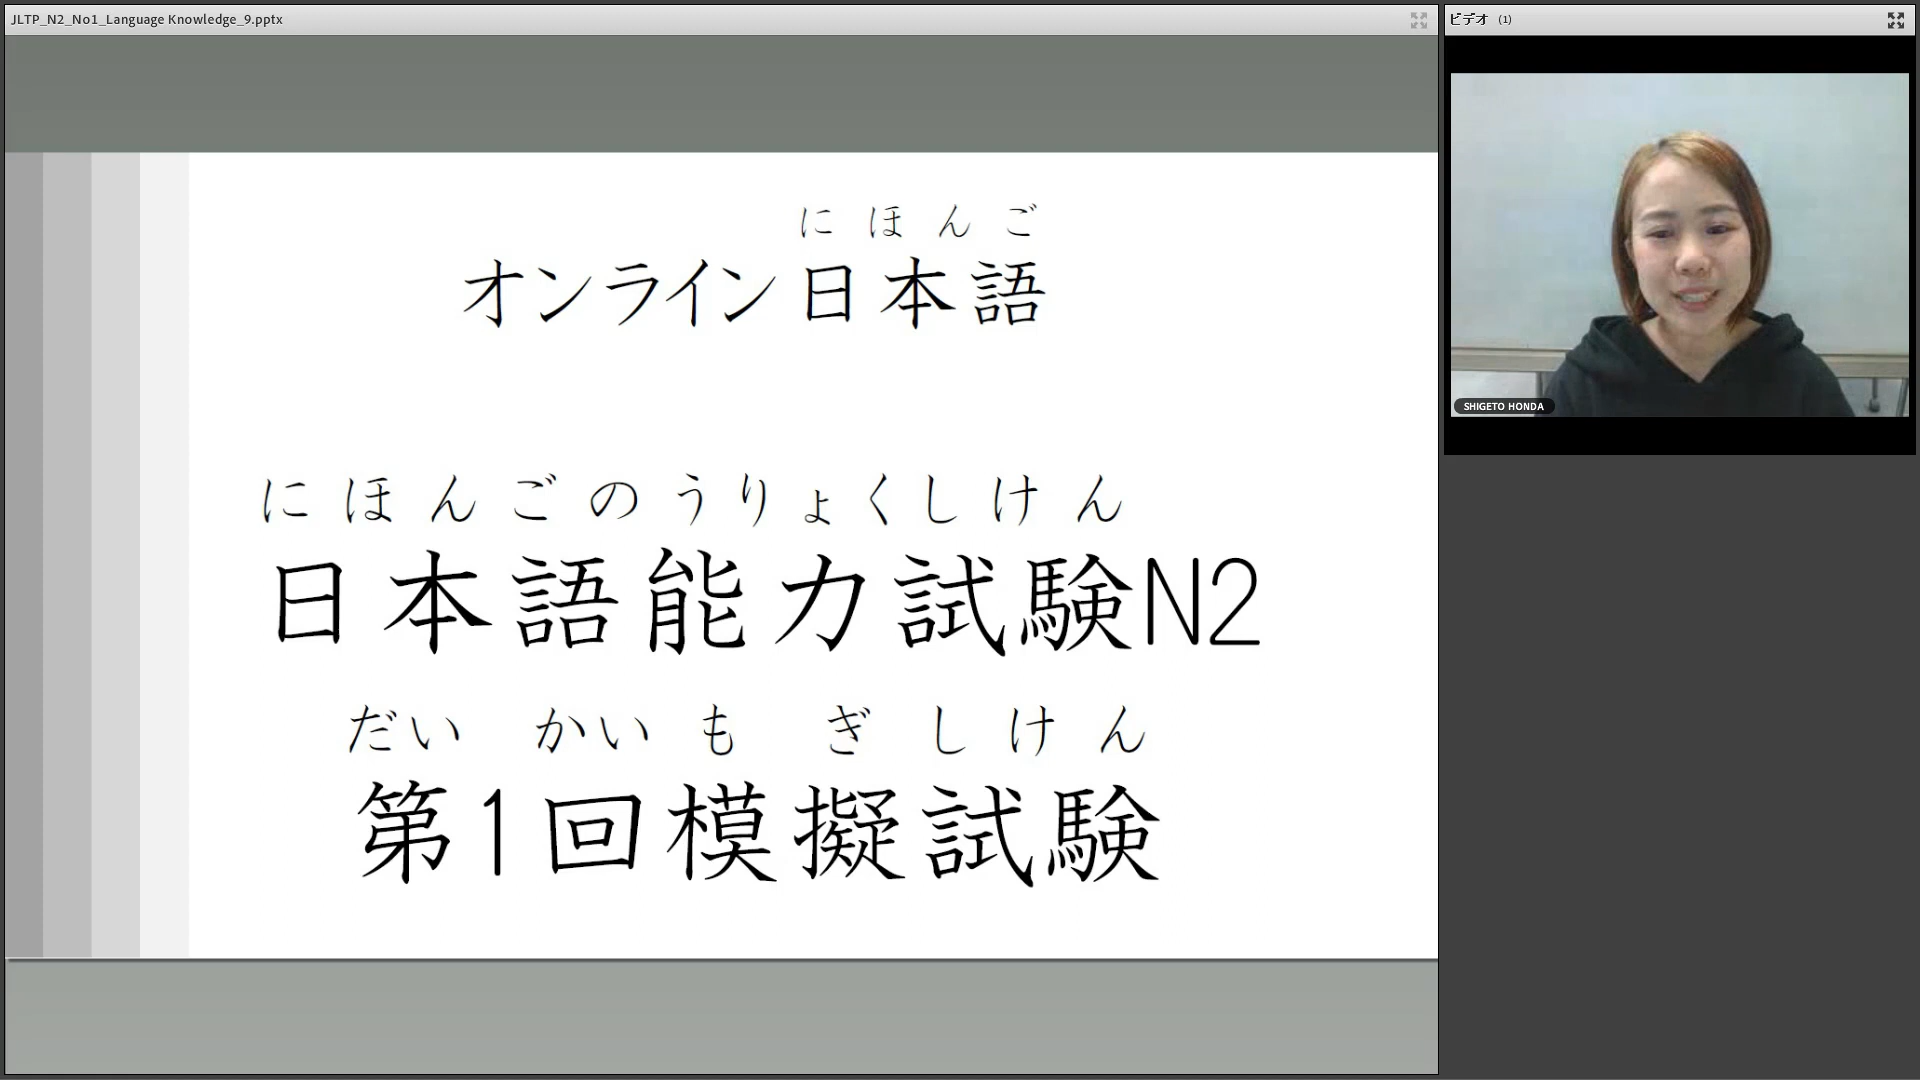 JLTP_N2_No1_Language Knowledge_9.pptx
ビデオ (1)
にほんご
オンライン日本語
にほんごのうりょくしけん
日本語能力試験N2
だい かいもぎしけん
第1回模擬試験
SHIGETO HONDA